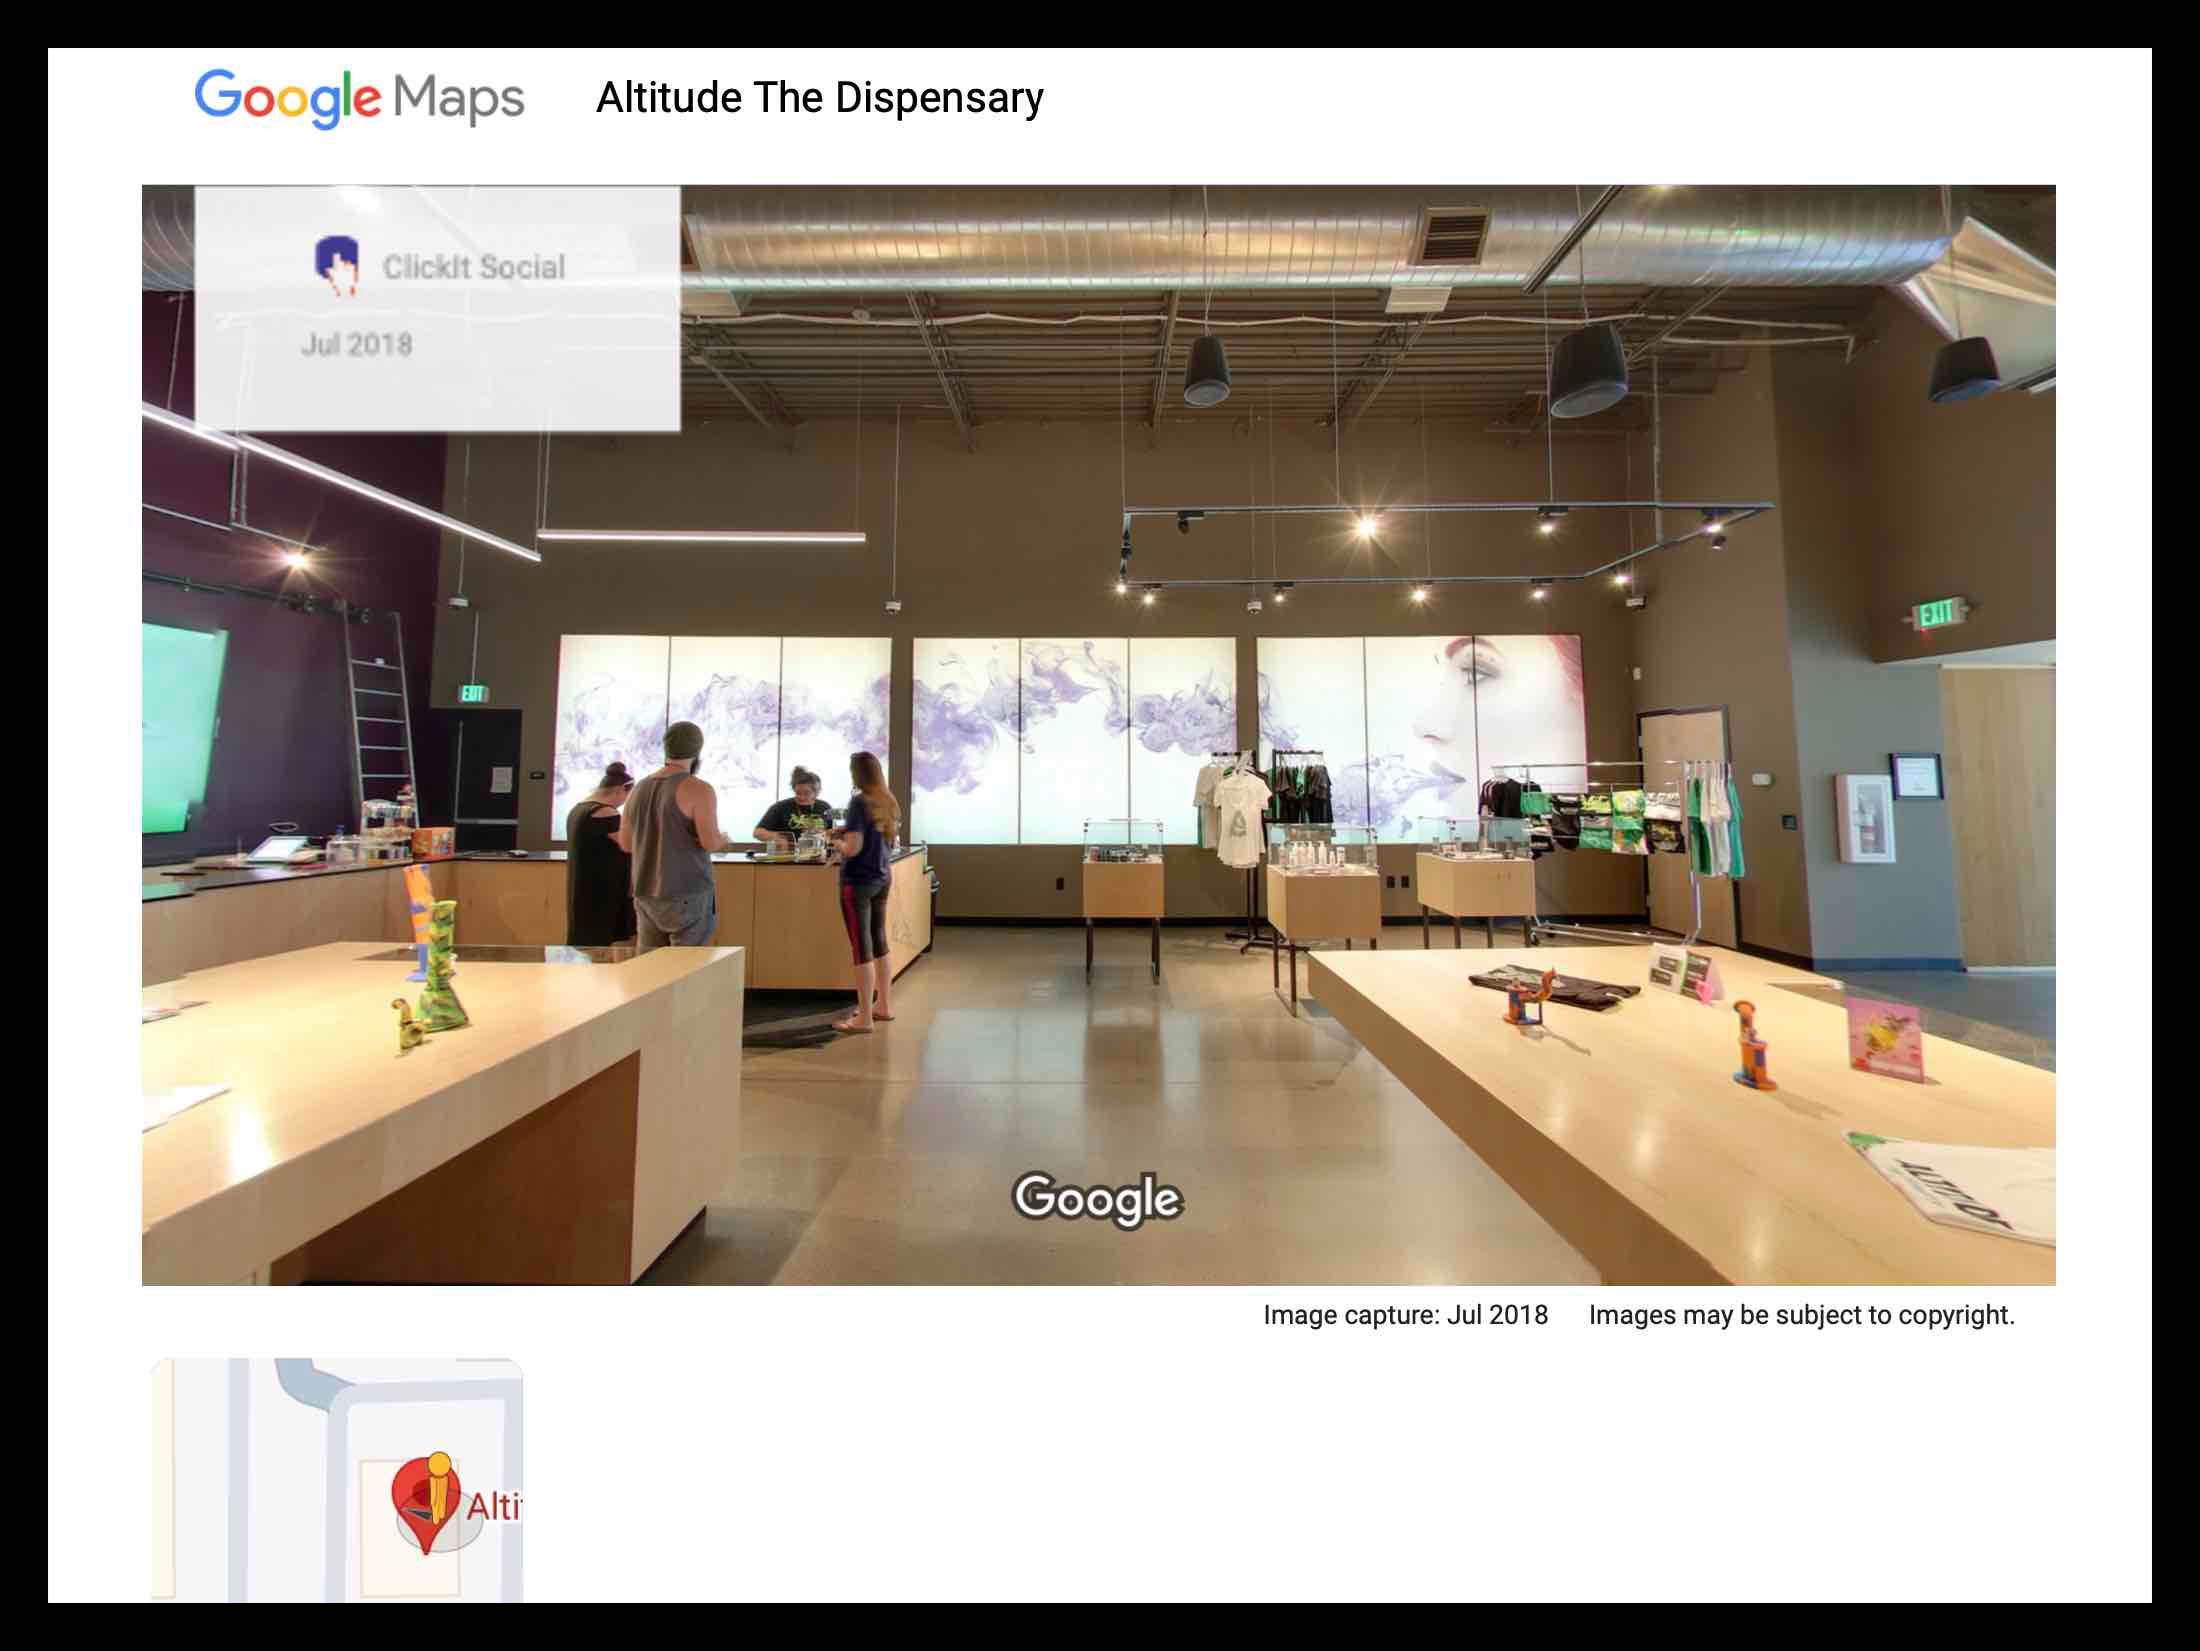 Google Maps
Altitude The Dispensary
ClickIt Social
Jul 2018
EXIT
EXIT
Google
Image capture: Jul 2018 Images may be subject to copyright.
Alti